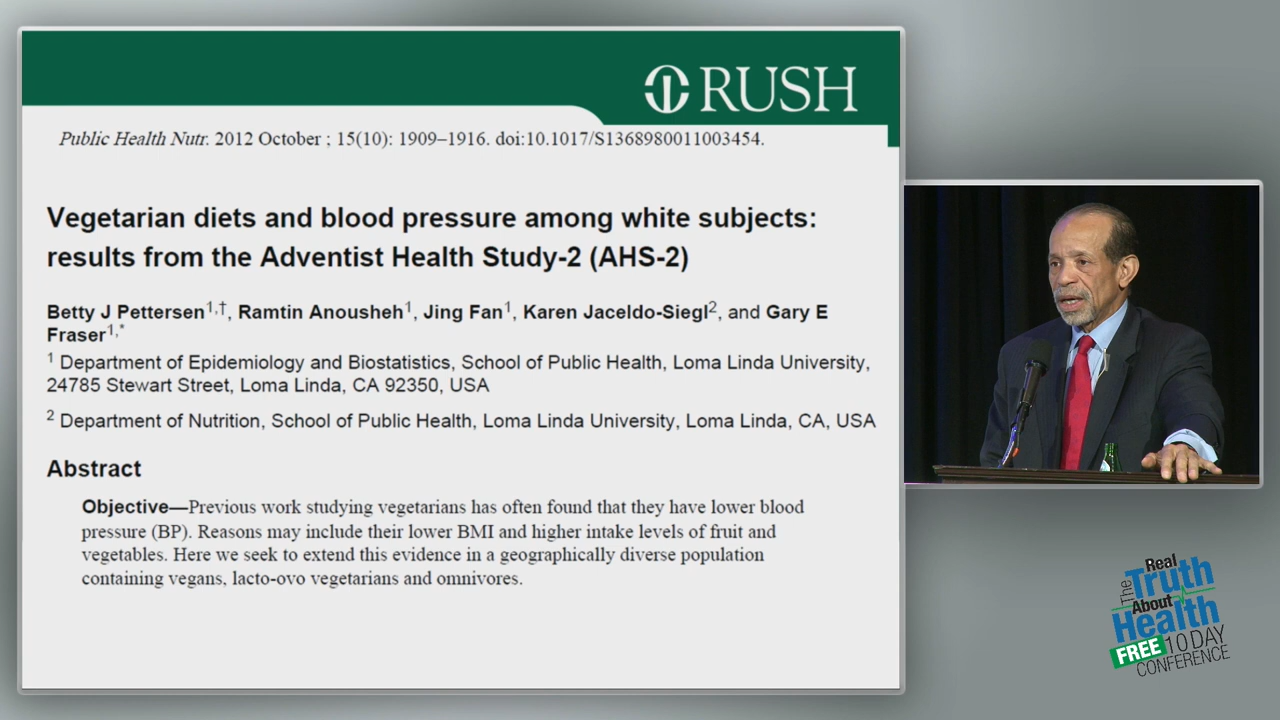 RUSH
Public Health Nutr. 2012 October ; 15(10): 1909–1916. doi:10.1017/S1368980011003454.
Vegetarian diets and blood pressure among white subjects:
results from the Adventist Health Study-2 (AHS-2)
Betty J Pettersen1,†, Ramtin Anousheh1, Jing Fan1, Karen Jaceldo-Siegl2, and Gary E
Fraser1,*
1 Department of Epidemiology and Biostatistics, School of Public Health, Loma Linda University,
24785 Stewart Street, Loma Linda, CA 92350, USA
2 Department of Nutrition, School of Public Health, Loma Linda University, Loma Linda, CA, USA
Abstract
Objective—Previous work studying vegetarians has often found that they have lower blood
pressure (BP). Reasons may include their lower BMI and higher intake levels of fruit and
vegetables. Here we seek to extend this evidence in a geographically diverse population
containing vegans, lacto-ovo vegetarians and omnivores.
The Real
Truth
About
Health
FREE 10 DAY
CONFERENCE